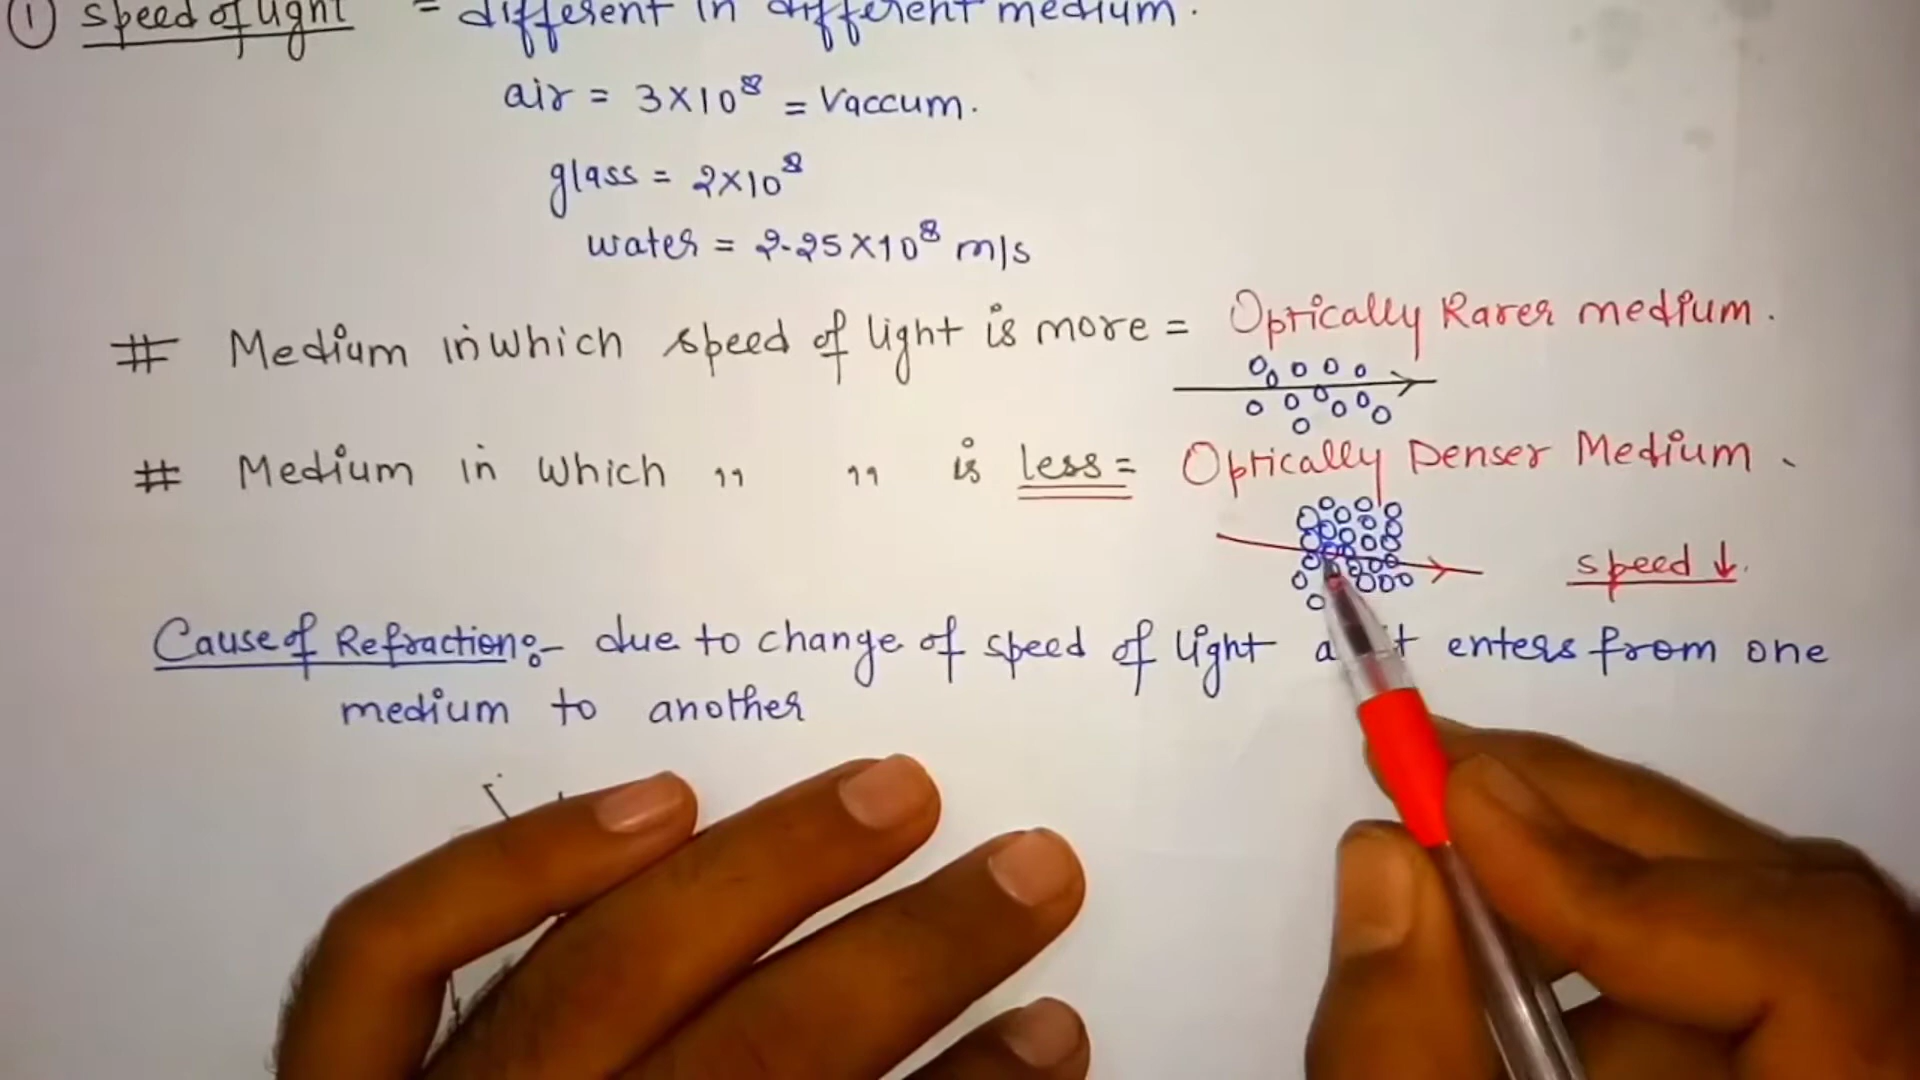 ① Speed of light = different in different medium.
air = 3×10⁸ = Vaccum.
glass = 2×10⁸
water = 2.25×10⁸ m/s
# Medium in which speed of light is more = Optically Rarer medium.
# Medium in which ,, ,, is less = Optically Denser Medium.
speed ↓.
Cause of Refraction:- due to change of speed of light it enters from one
medium to another